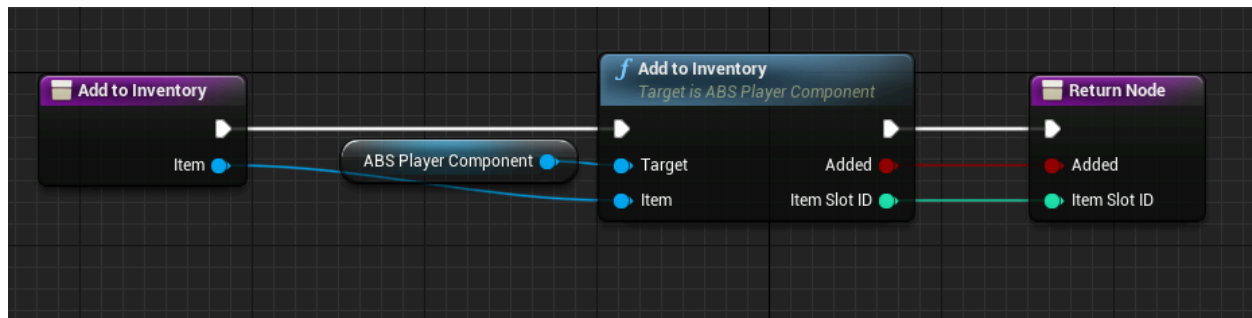 Add to Inventory
Item
ABS Player Component
f Add to Inventory
Target is ABS Player Component
Target
Added
Item
Item Slot ID
Return Node
Added
Item Slot ID